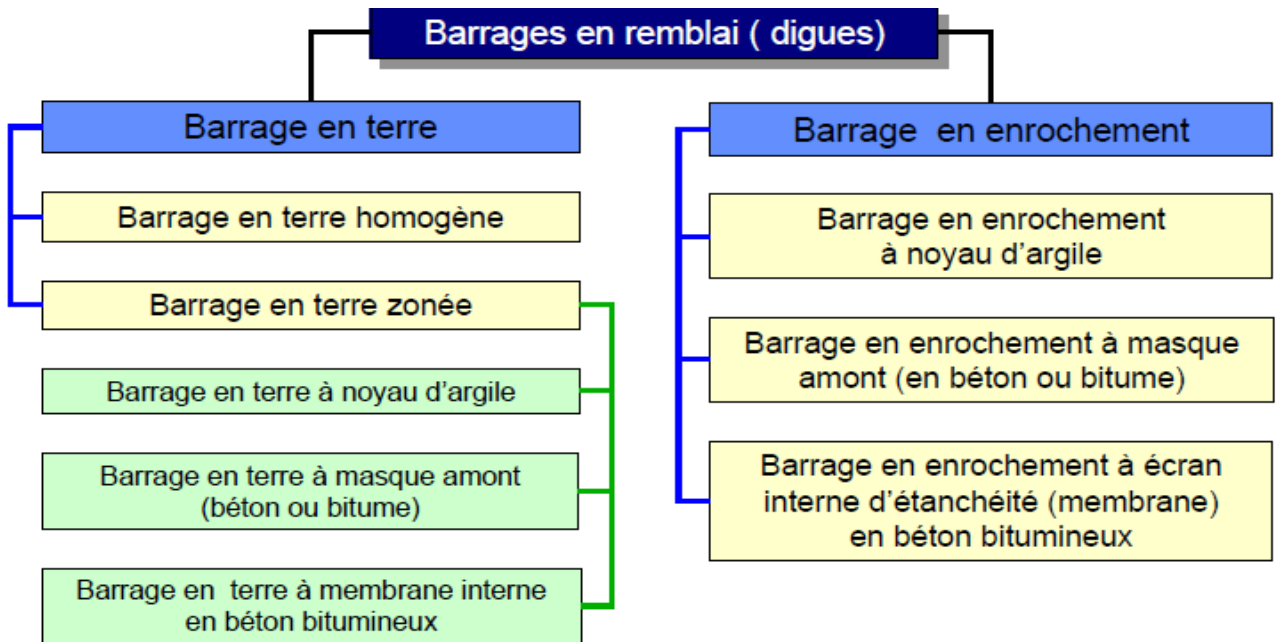 Barrages en remblai ( digues)
Barrage en terre
Barrage en terre homogène
Barrage en terre zonée
Barrage en terre à noyau d'argile
Barrage en terre à masque amont
(béton ou bitume)
Barrage en terre à membrane interne
en béton bitumineux
Barrage en enrochement
Barrage en enrochement
à noyau d'argile
Barrage en enrochement à masque
amont (en béton ou bitume)
Barrage en enrochement à écran
interne d'étanchéité (membrane)
en béton bitumineux